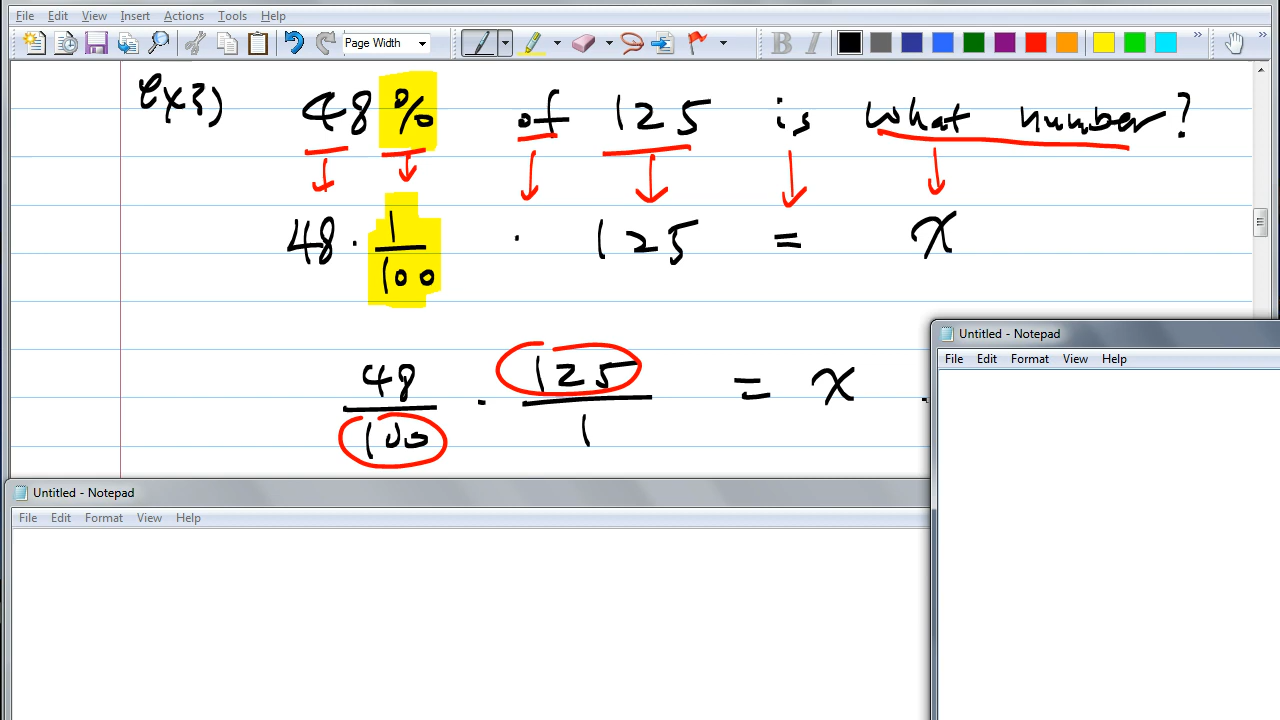 File Edit View Insert Actions Tools Help
Page Width B I
ex3) 48 % of 125 is what number?
48 · 1/100 · 125 = x
48/100 · 125/1 = x
Untitled - Notepad
File Edit Format View Help
Untitled - Notepad
File Edit Format View Help